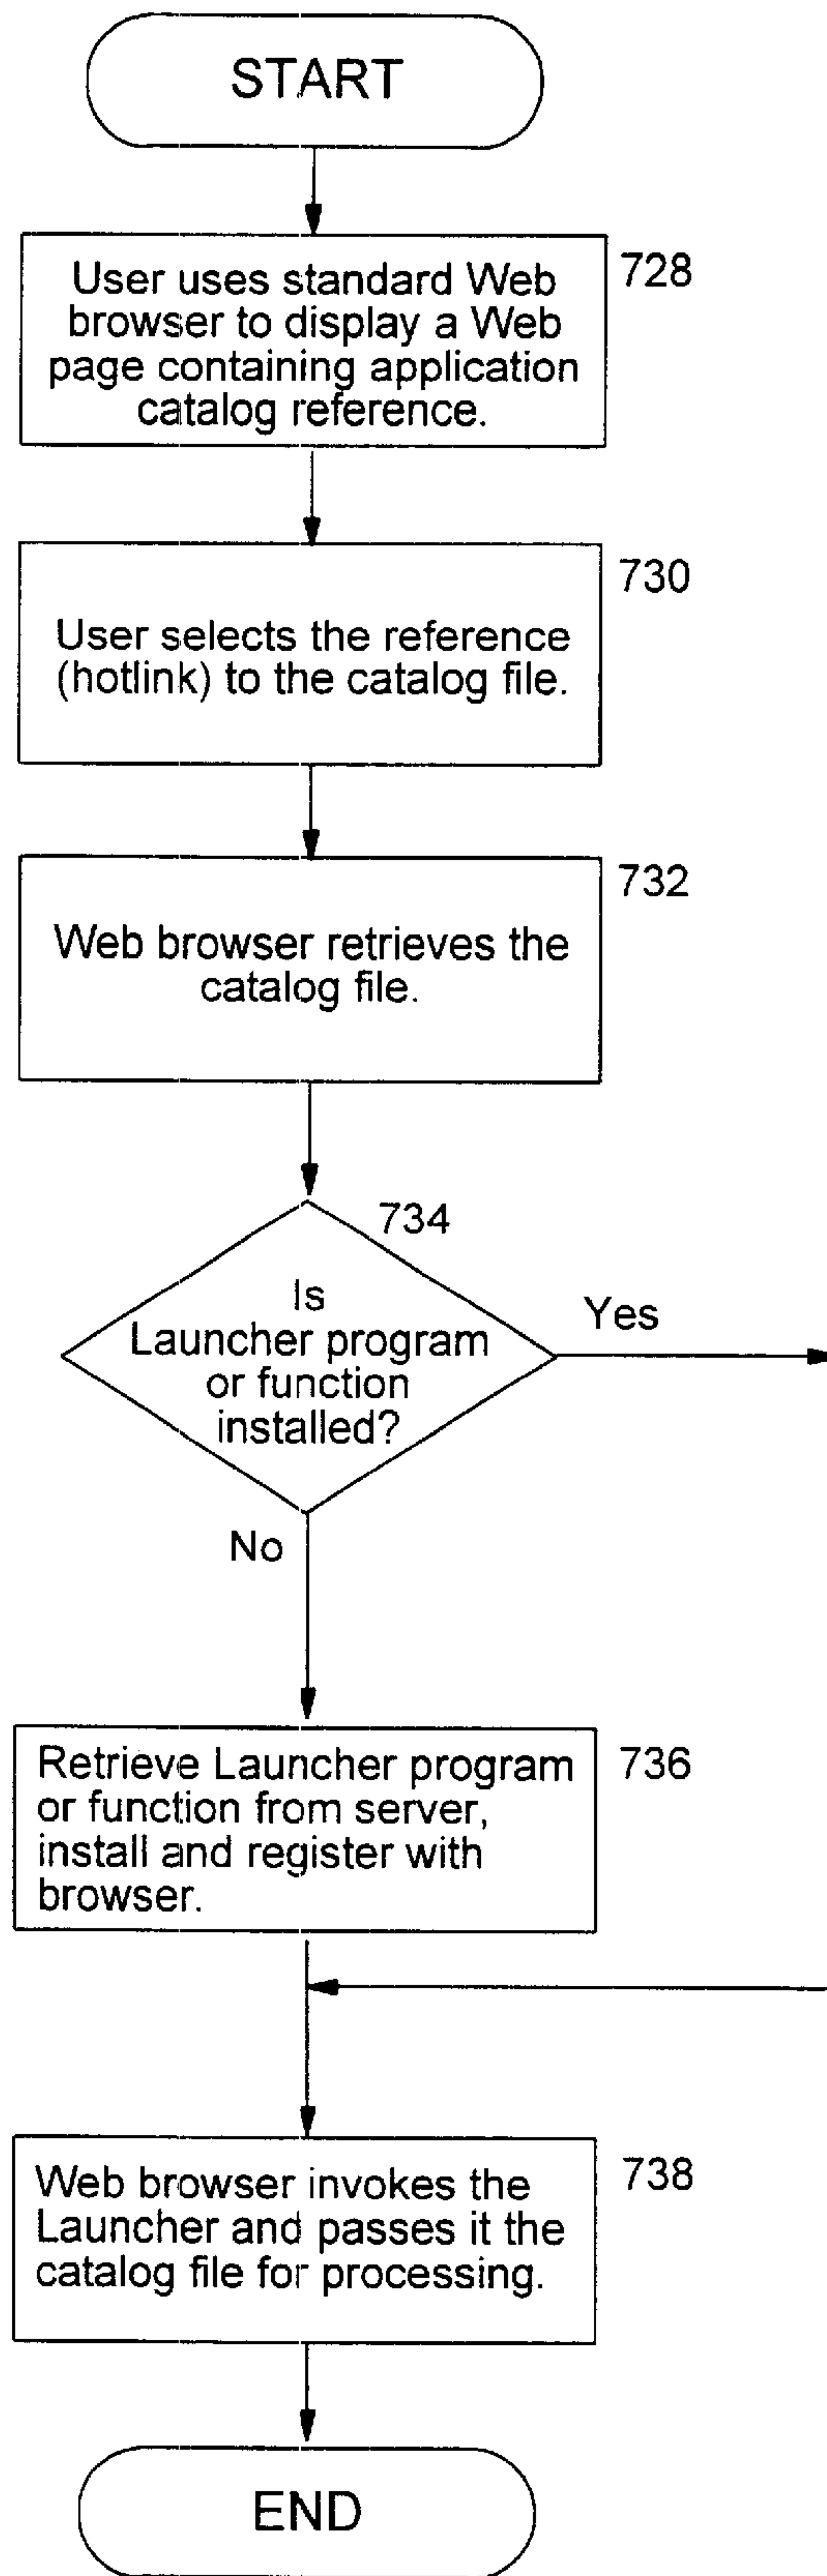 START
User uses standard Web
browser to display a Web
page containing application
catalog reference.
728
User selects the reference
(hotlink) to the catalog file.
730
Web browser retrieves the
catalog file.
732
734
Is
Launcher program
or function
installed?
Yes
No
Retrieve Launcher program
or function from server,
install and register with
browser.
736
Web browser invokes the
Launcher and passes it the
catalog file for processing.
738
END